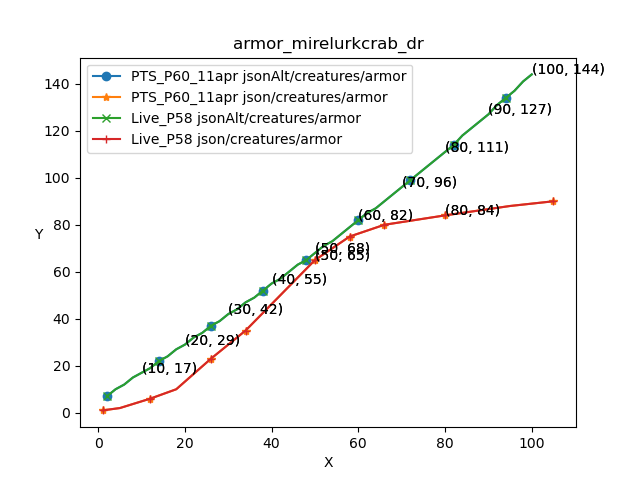 armor_mirelurkcrab_dr
PTS_P60_11apr jsonAlt/creatures/armor
PTS_P60_11apr json/creatures/armor
Live_P58 jsonAlt/creatures/armor
Live_P58 json/creatures/armor
(100, 144)
(90, 127)
(80, 111)
(70, 96)
(60, 82)
(80, 84)
(50, 68)
(50, 65)
(40, 55)
(30, 42)
(20, 29)
(10, 17)
Y
140
120
100
80
60
40
20
0
0 20 40 60 80 100
X